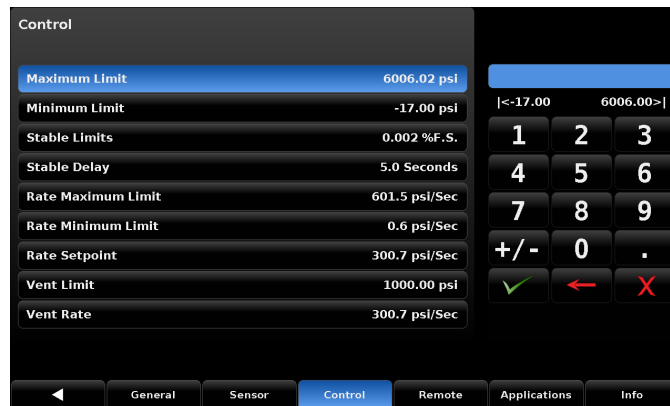 Control
Maximum Limit 6006.02 psi
Minimum Limit -17.00 psi
Stable Limits 0.002 %F.S.
Stable Delay 5.0 Seconds
Rate Maximum Limit 601.5 psi/Sec
Rate Minimum Limit 0.6 psi/Sec
Rate Setpoint 300.7 psi/Sec
Vent Limit 1000.00 psi
Vent Rate 300.7 psi/Sec
|<-17.00 6006.00>|
1 2 3
4 5 6
7 8 9
+/- 0 .
X
General Sensor Control Remote Applications Info